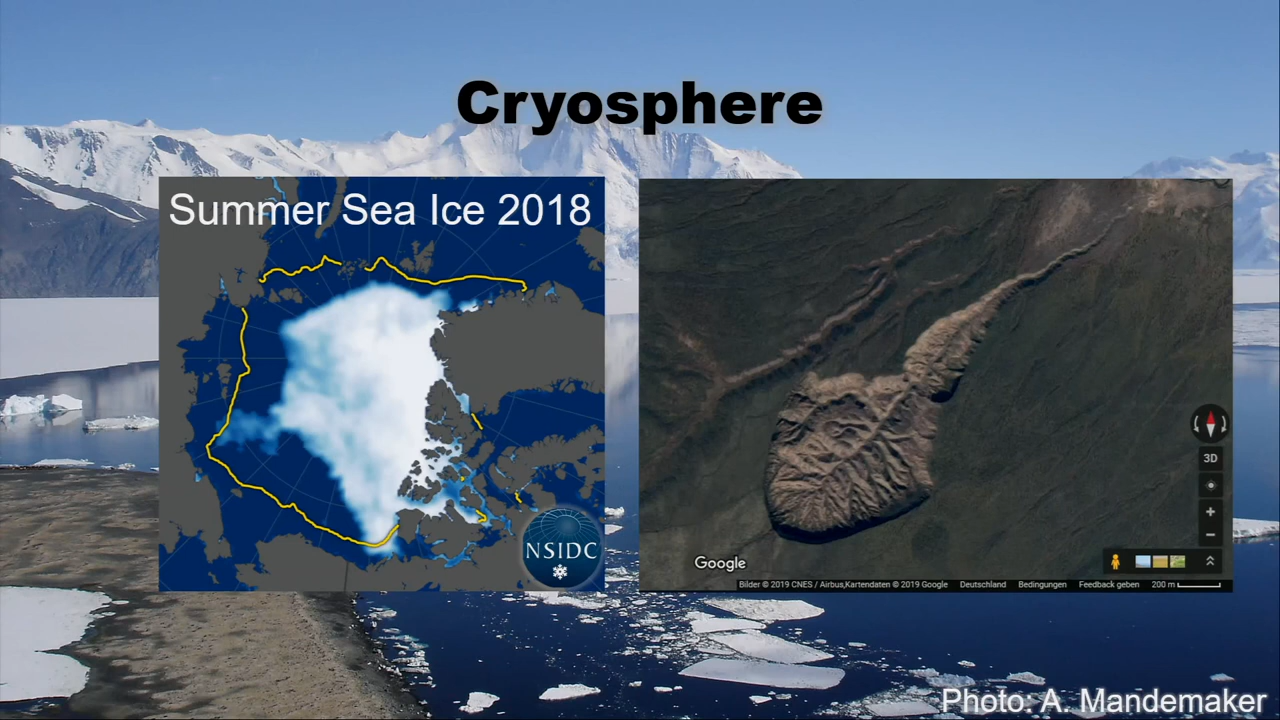 Cryosphere
Summer Sea Ice 2018
NSIDC
3D
Google
Bilder © 2019 CNES / Airbus,Kartendaten © 2019 Google Deutschland Bedingungen Feedback geben 200 m
Photo: A. Mandemaker